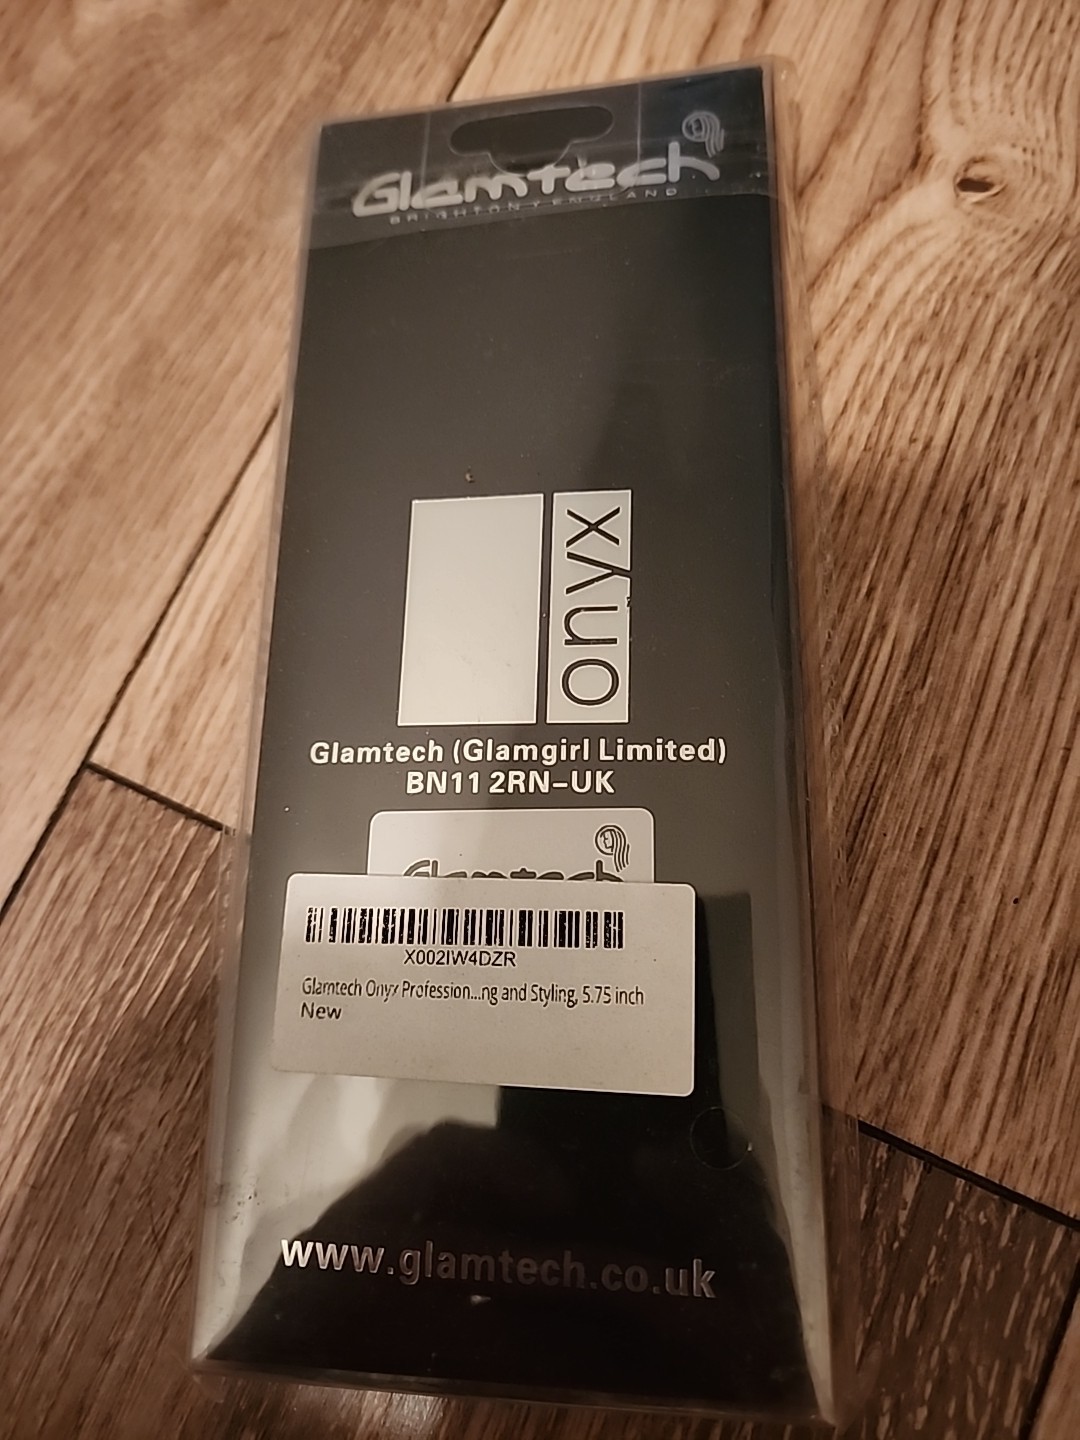 Glamtech
BRIGHTON / ENGLAND
onyx
Glamtech (Glamgirl Limited)
BN11 2RN-UK
Glamtech
X002IW4DZR
Glamtech Onyx Profession...ng and Styling, 5.75 inch
New
www.glamtech.co.uk